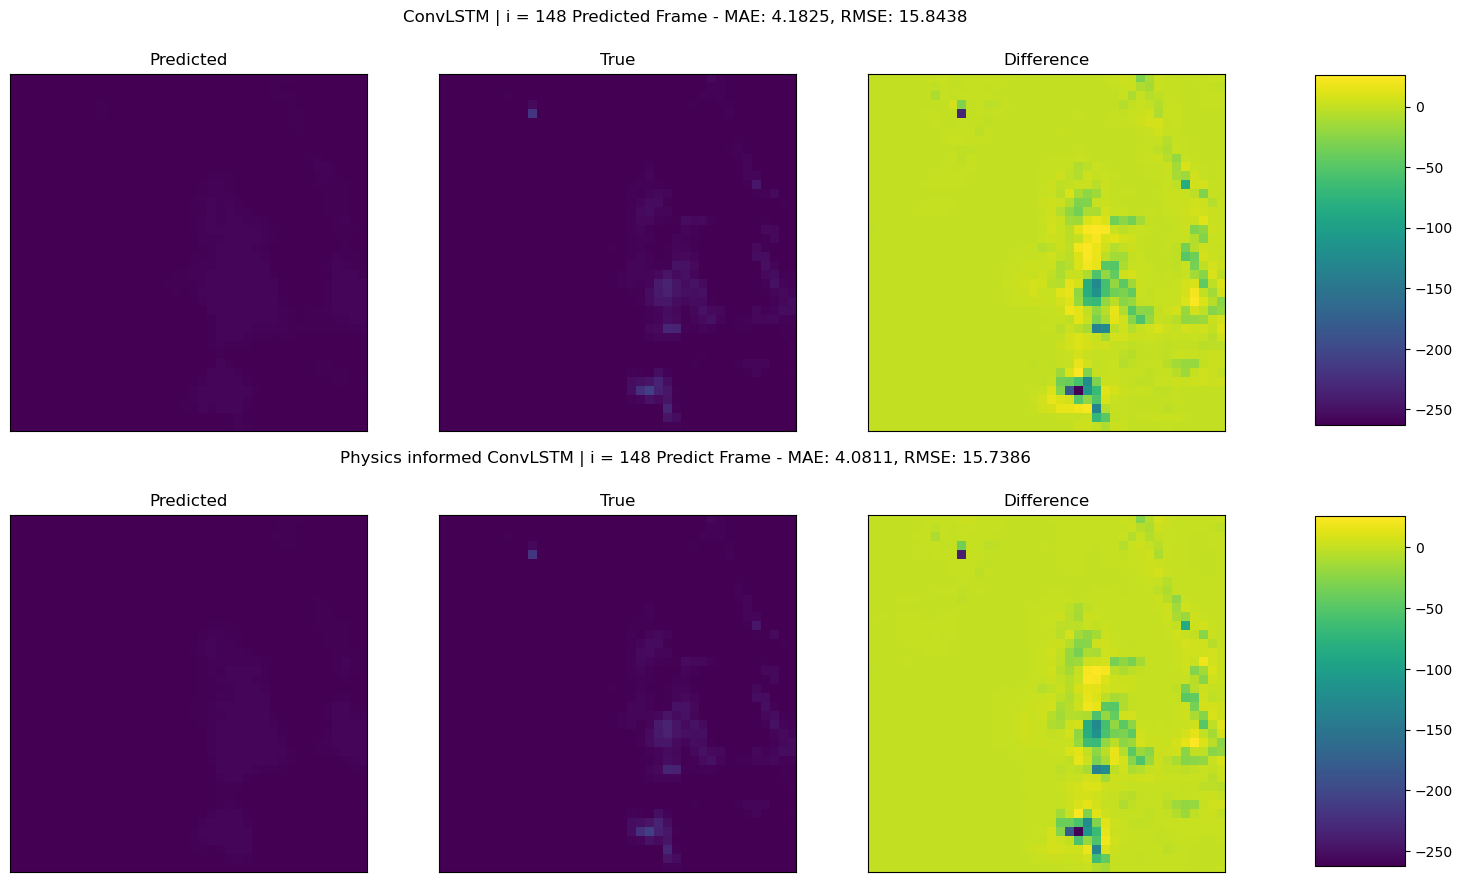 ConvLSTM | i = 148 Predicted Frame - MAE: 4.1825, RMSE: 15.8438
Predicted
True
Difference
0
−50
−100
−150
−200
−250
Physics informed ConvLSTM | i = 148 Predict Frame - MAE: 4.0811, RMSE: 15.7386
Predicted
True
Difference
0
−50
−100
−150
−200
−250